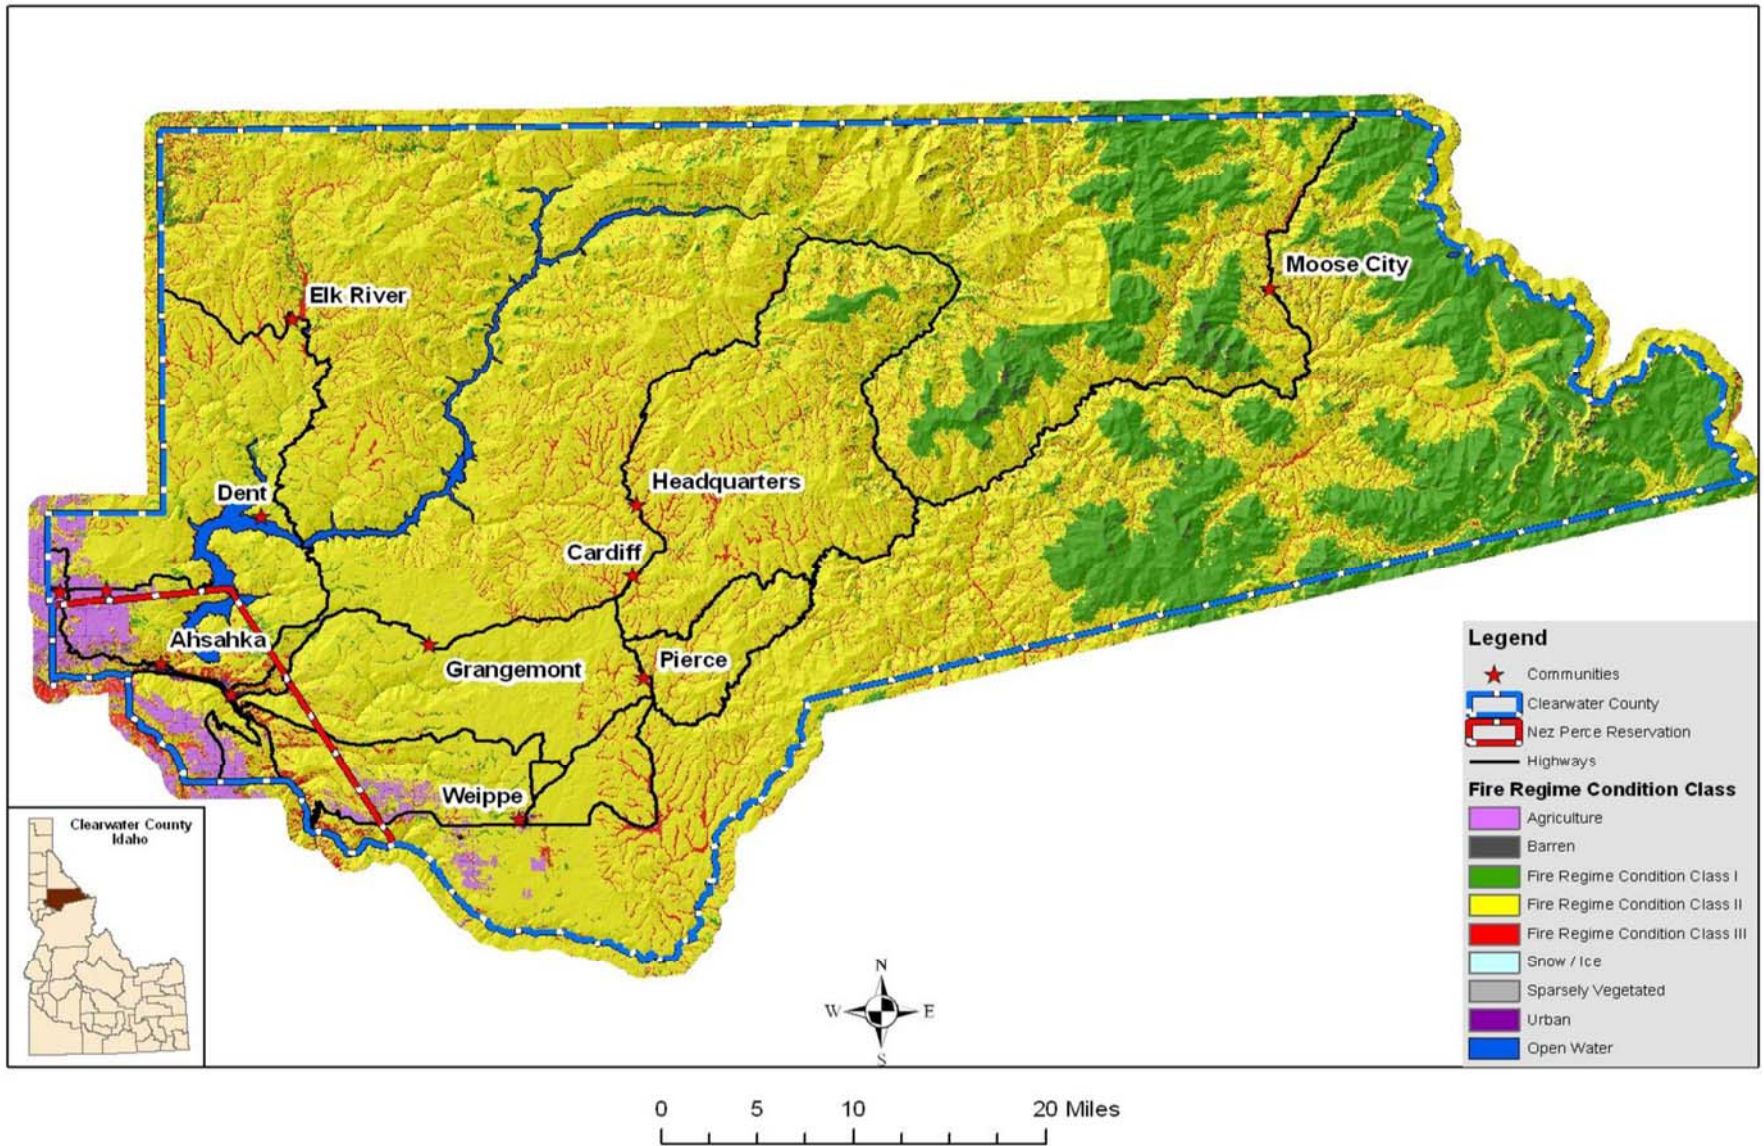 Moose City
Elk River
Headquarters
Dent
Cardiff
Ahsahka
Grangemont
Pierce
Weippe
Legend
Communities
Clearwater County
Nez Perce Reservation
Highways
Fire Regime Condition Class
Agriculture
Barren
Fire Regime Condition Class I
Fire Regime Condition Class II
Fire Regime Condition Class III
Snow / Ice
Sparsely Vegetated
Urban
Open Water
Clearwater County
Idaho
N
W E
S
0 5 10 20 Miles